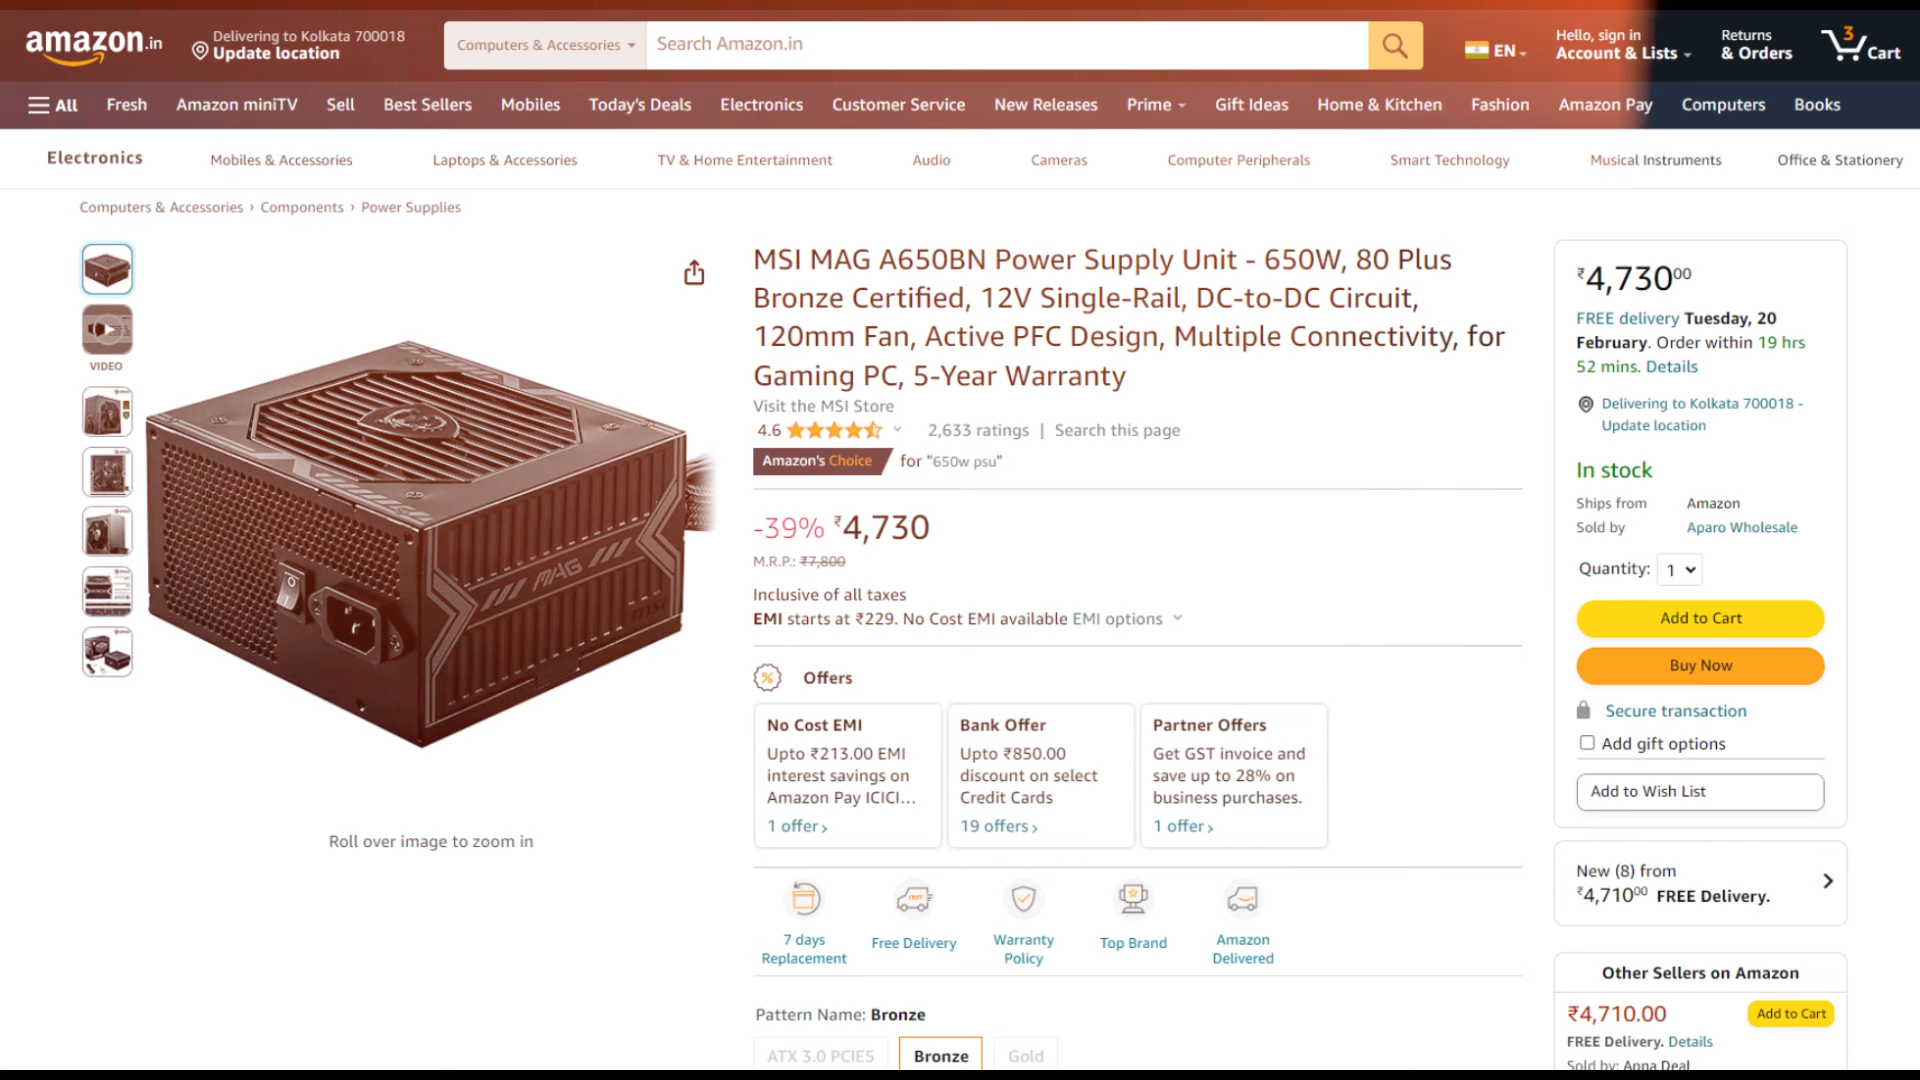 amazon.in
Delivering to Kolkata 700018
Update location
Computers & Accessories
Search Amazon.in
EN
Hello, sign in
Account & Lists
Returns
& Orders
3
Cart
All
Fresh
Amazon miniTV
Sell
Best Sellers
Mobiles
Today's Deals
Electronics
Customer Service
New Releases
Prime
Gift Ideas
Home & Kitchen
Fashion
Amazon Pay
Computers
Books
Electronics
Mobiles & Accessories
Laptops & Accessories
TV & Home Entertainment
Audio
Cameras
Computer Peripherals
Smart Technology
Musical Instruments
Office & Stationery
Computers & Accessories › Components › Power Supplies
VIDEO
MAG
msi
Roll over image to zoom in
MSI MAG A650BN Power Supply Unit - 650W, 80 Plus
Bronze Certified, 12V Single-Rail, DC-to-DC Circuit,
120mm Fan, Active PFC Design, Multiple Connectivity, for
Gaming PC, 5-Year Warranty
Visit the MSI Store
4.6
2,633 ratings | Search this page
Amazon's Choice for "650w psu"
-39% ₹4,730
M.R.P.: ₹7,800
Inclusive of all taxes
EMI starts at ₹229. No Cost EMI available EMI options
Offers
No Cost EMI
Upto ₹213.00 EMI
interest savings on
Amazon Pay ICICI…
1 offer ›
Bank Offer
Upto ₹850.00
discount on select
Credit Cards
19 offers ›
Partner Offers
Get GST invoice and
save up to 28% on
business purchases.
1 offer ›
7 days
Replacement
Free Delivery
Warranty
Policy
Top Brand
Amazon
Delivered
Pattern Name: Bronze
ATX 3.0 PCIE5
Bronze
Gold
₹4,730 00
FREE delivery Tuesday, 20
February. Order within 19 hrs
52 mins. Details
Delivering to Kolkata 700018 -
Update location
In stock
Ships from Amazon
Sold by Aparo Wholesale
Quantity: 1
Add to Cart
Buy Now
Secure transaction
Add gift options
Add to Wish List
New (8) from
₹4,710 00 FREE Delivery.
Other Sellers on Amazon
₹4,710.00
Add to Cart
FREE Delivery. Details
Sold by: Anna Deal